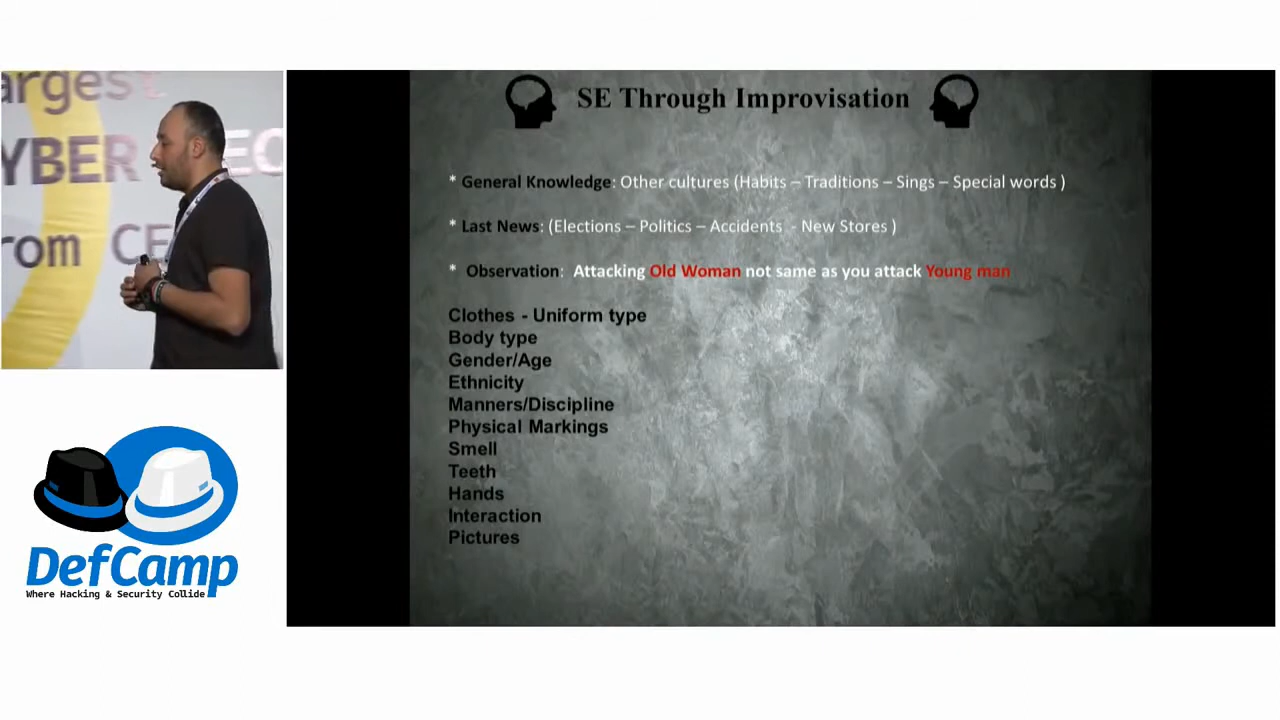 argest
YBER
rom CE
SE Through Improvisation
* General Knowledge: Other cultures (Habits – Traditions – Sings – Special words )
* Last News: (Elections – Politics – Accidents - New Stores )
* Observation: Attacking Old Woman not same as you attack Young man
Clothes - Uniform type
Body type
Gender/Age
Ethnicity
Manners/Discipline
Physical Markings
Smell
Teeth
Hands
Interaction
Pictures
DefCamp
Where Hacking & Security Collide